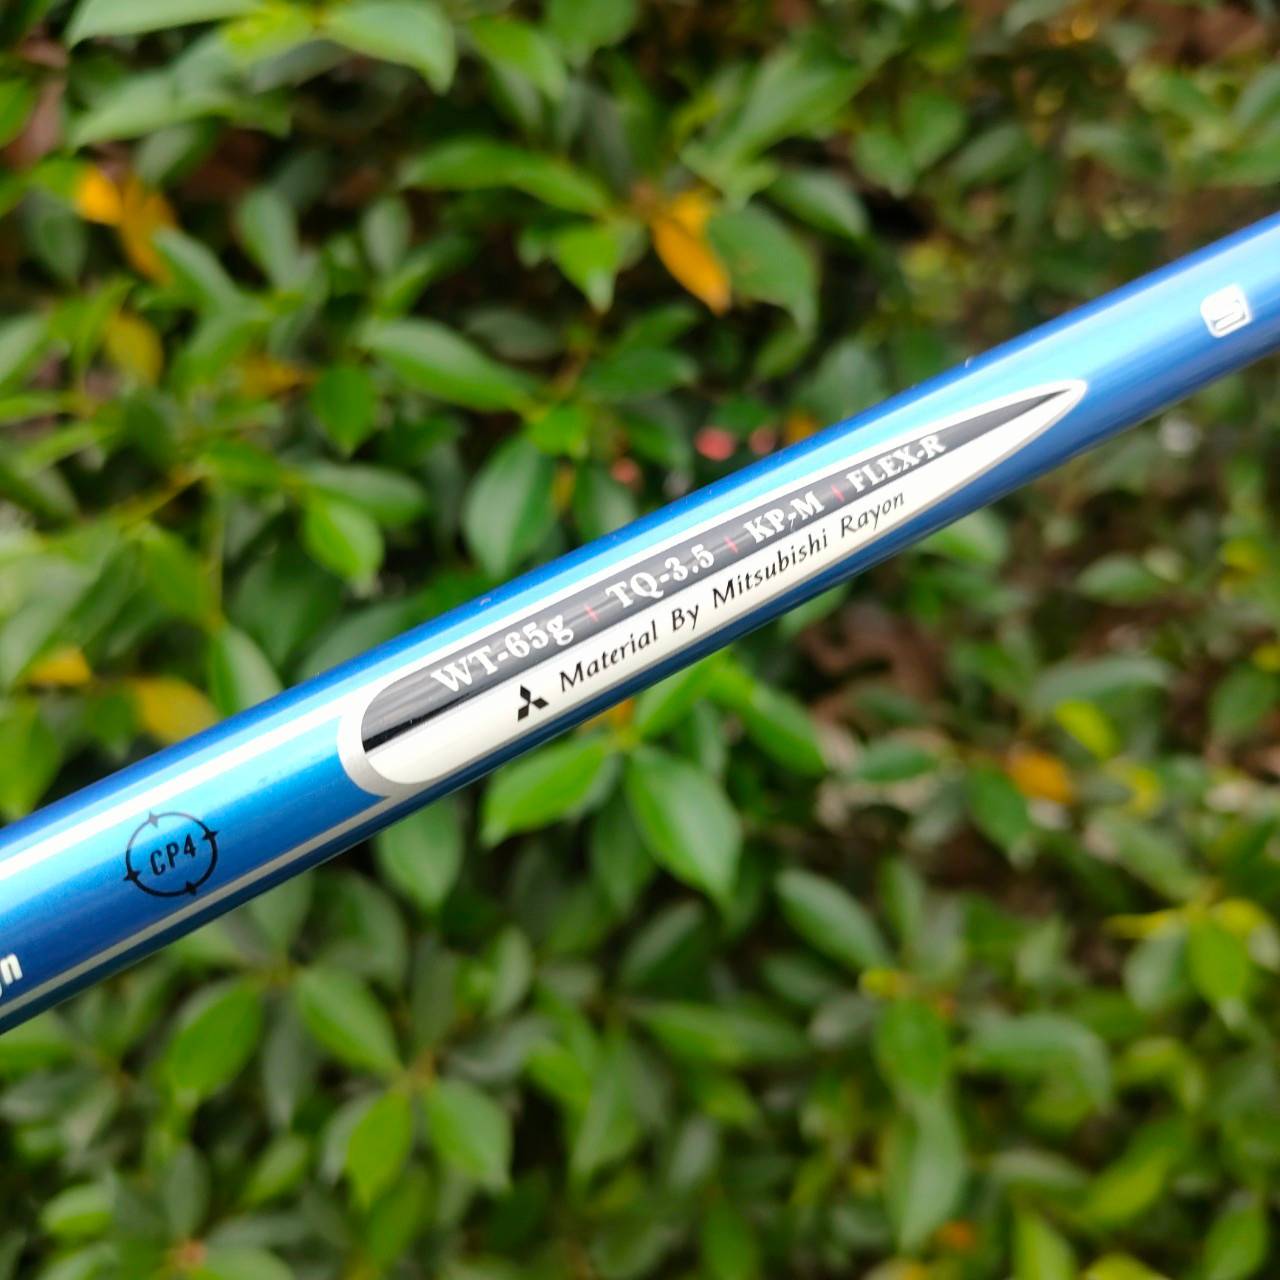 WT-65g | TQ-3.5 | KP-M | FLEX-R
Material By Mitsubishi Rayon
CP4